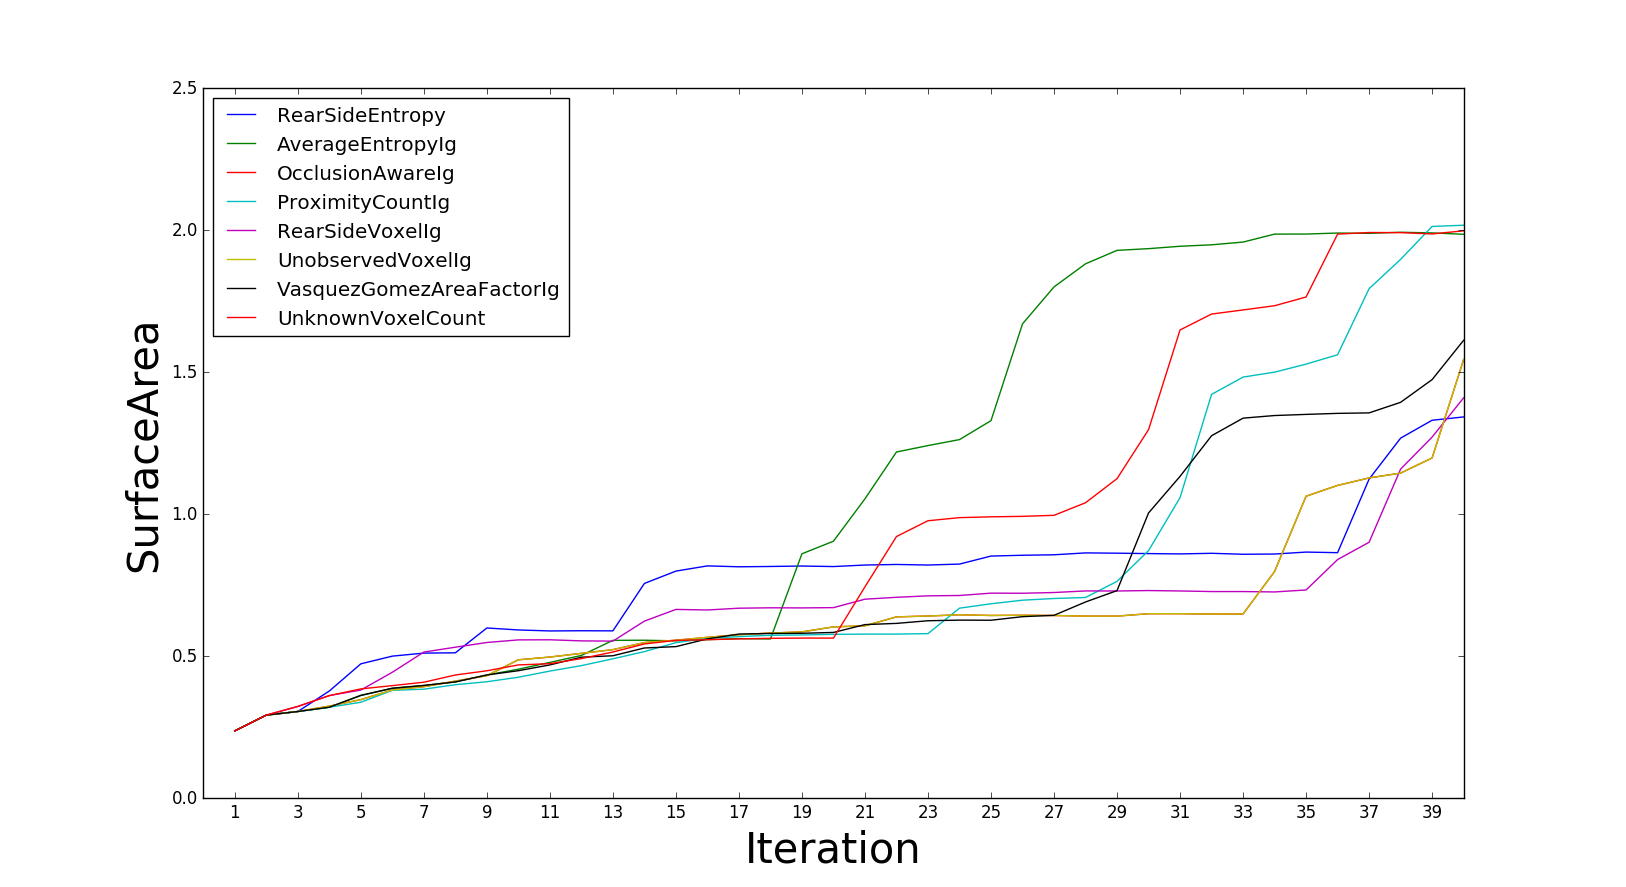 2.5
2.0
1.5
1.0
0.5
0.0
SurfaceArea
RearSideEntropy
AverageEntropyIg
OcclusionAwareIg
ProximityCountIg
RearSideVoxelIg
UnobservedVoxelIg
VasquezGomezAreaFactorIg
UnknownVoxelCount
1 3 5 7 9 11 13 15 17 19 21 23 25 27 29 31 33 35 37 39
Iteration